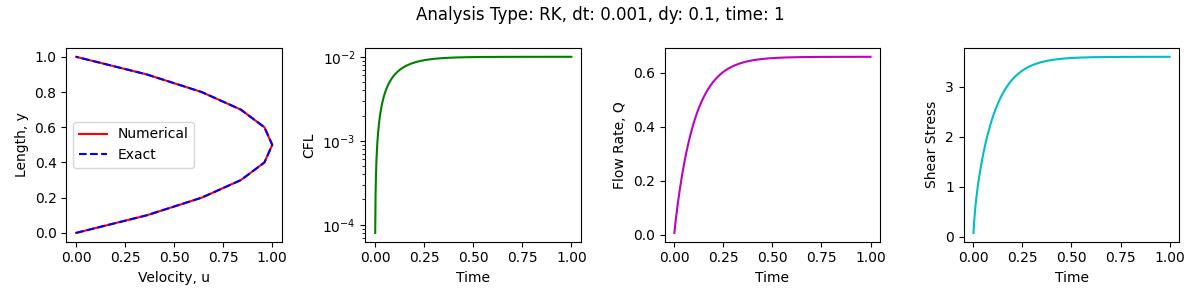 Analysis Type: RK, dt: 0.001, dy: 0.1, time: 1
Length, y
1.0
0.8
0.6
0.4
0.2
0.0
Numerical
Exact
0.00 0.25 0.50 0.75 1.00
Velocity, u
CFL
10⁻²
10⁻³
10⁻⁴
0.00 0.25 0.50 0.75 1.00
Time
Flow Rate, Q
0.6
0.4
0.2
0.0
0.00 0.25 0.50 0.75 1.00
Time
Shear Stress
3
2
1
0
0.00 0.25 0.50 0.75 1.00
Time